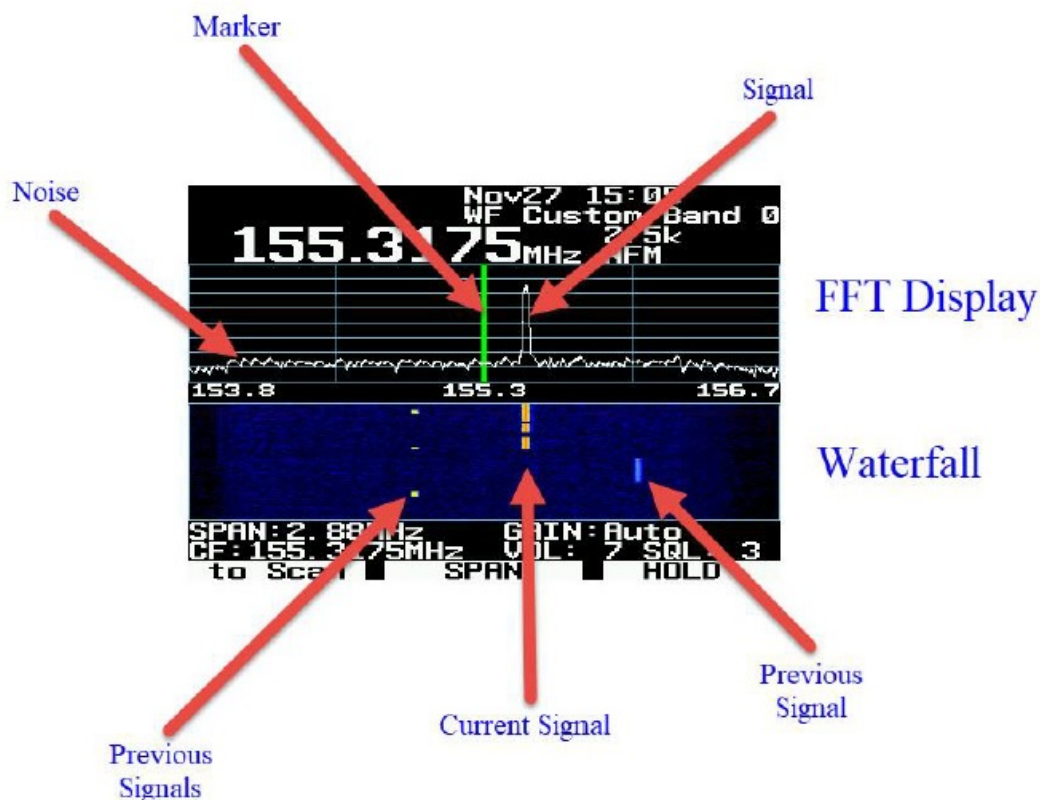 Marker
Signal
Noise
Nov27 15:0
WF Custom Band 0
155.3175MHz
FFT Display
153.8 155.3 156.7
Waterfall
SPAN:2.88MHz GAIN:Auto
CF:155.3175MHz VOL: 7 SQL: 3
to Scan SPAN HOLD
Previous
Signal
Current Signal
Previous
Signals